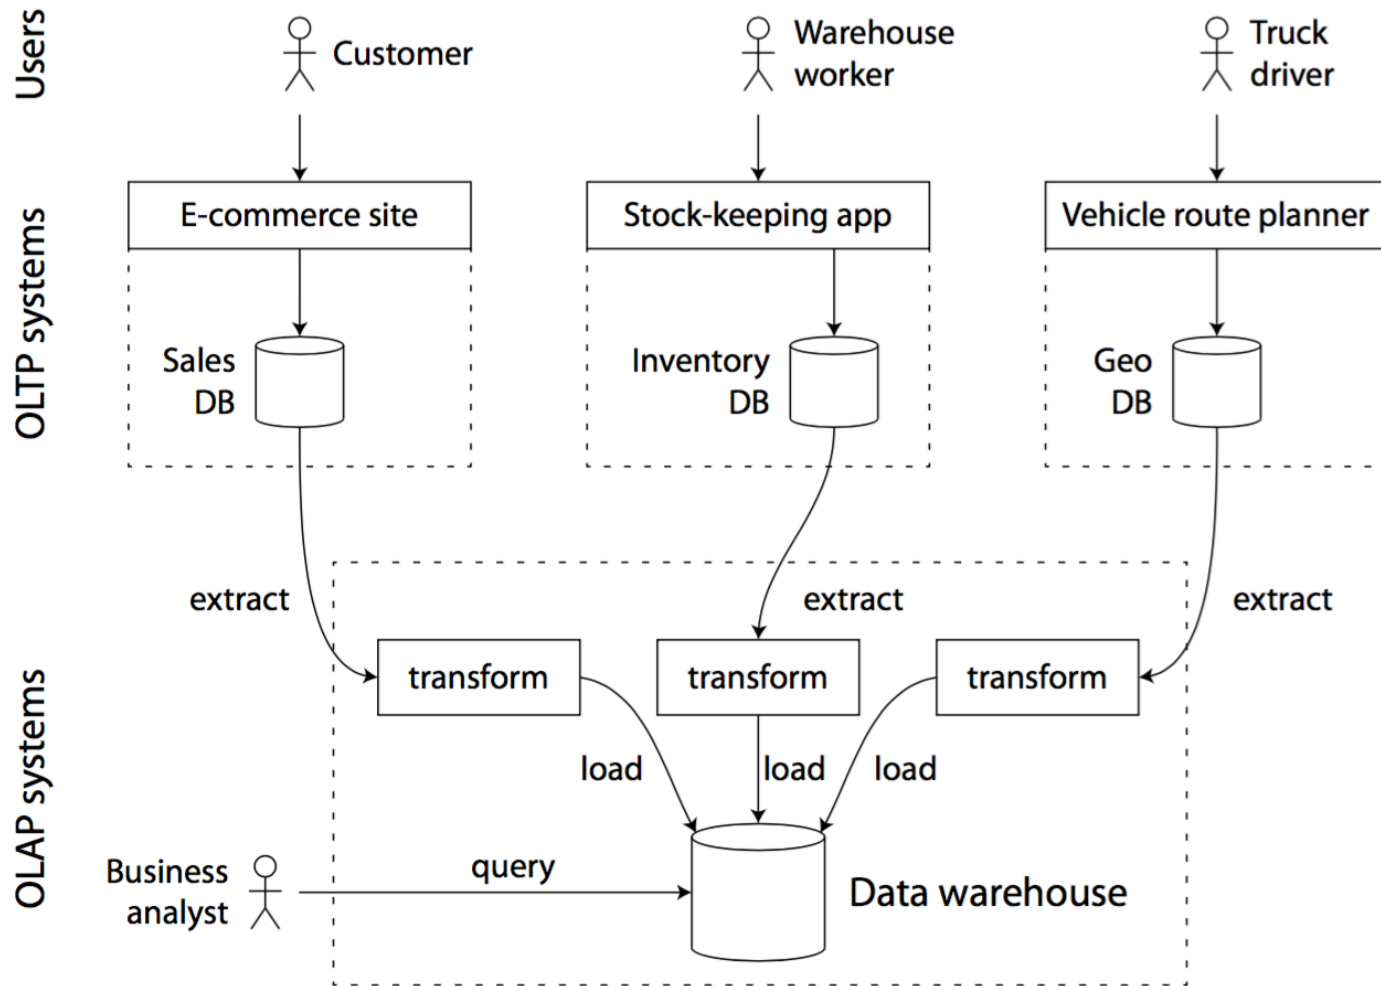 Users
Customer
Warehouse
worker
Truck
driver
OLTP systems
E-commerce site
Stock-keeping app
Vehicle route planner
Sales
DB
Inventory
DB
Geo
DB
OLAP systems
extract
extract
extract
transform
transform
transform
load
load
load
Business
analyst
query
Data warehouse